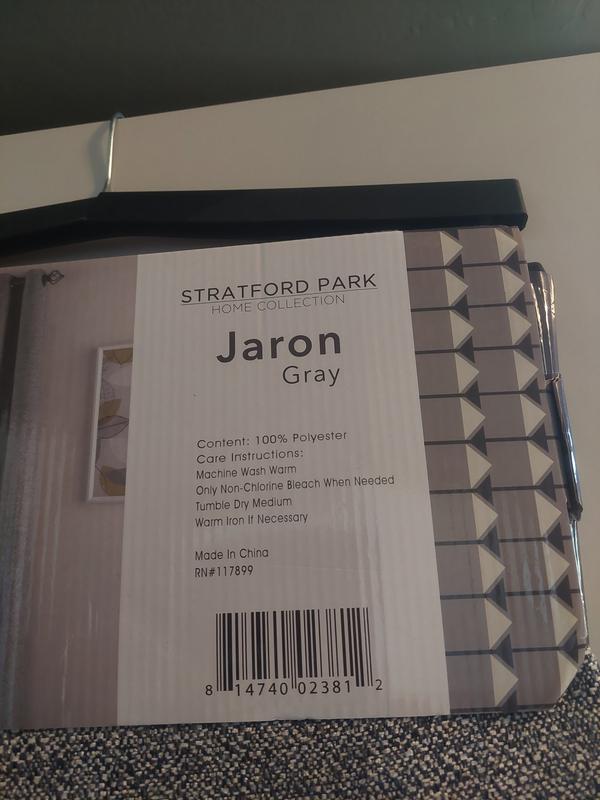 STRATFORD PARK
HOME COLLECTION
Jaron
Gray
Content: 100% Polyester
Care Instructions:
Machine Wash Warm
Only Non-Chlorine Bleach When Needed
Tumble Dry Medium
Warm Iron If Necessary
Made In China
RN#117899
8 14740 02381 2